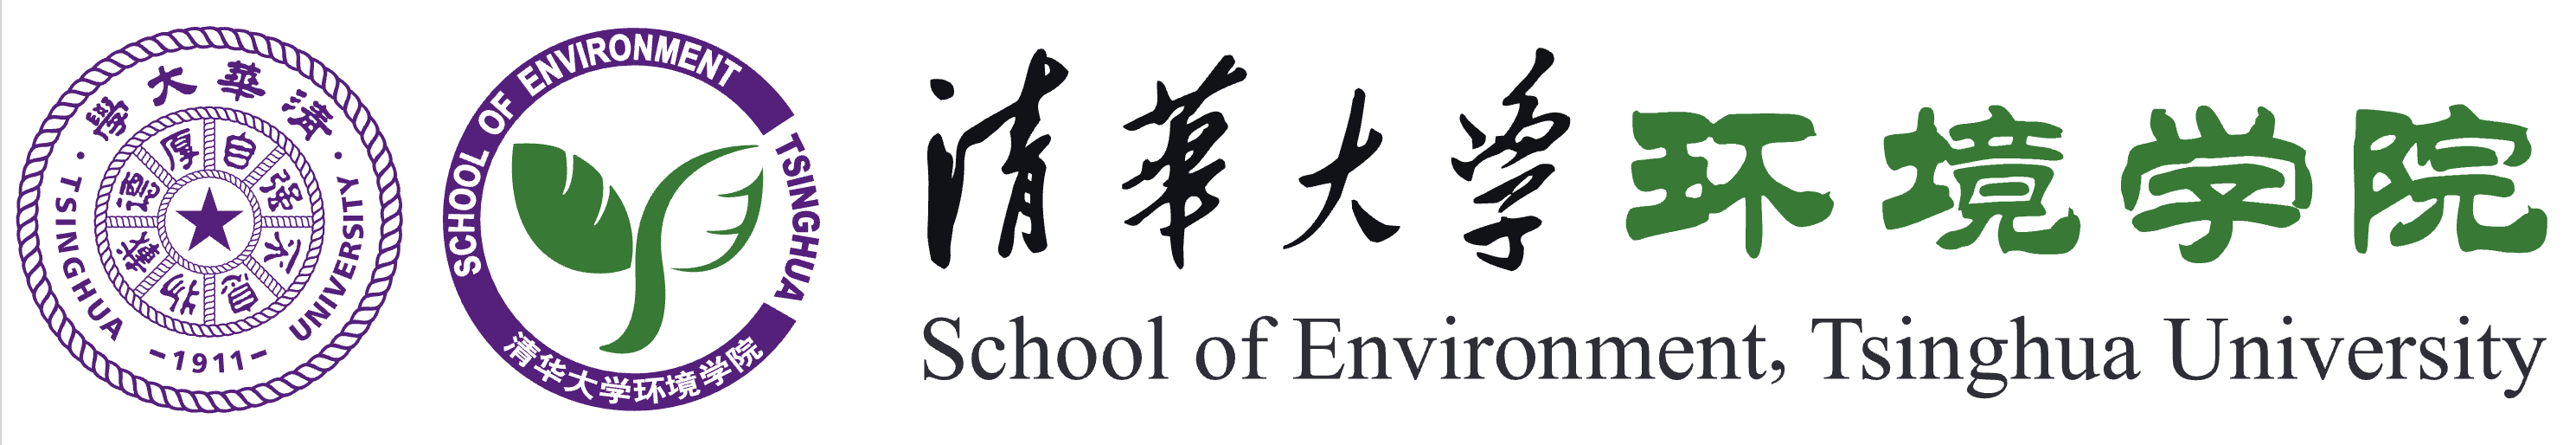 清華大學
自强不息
厚德載物
TSINGHUA UNIVERSITY
-1911-
SCHOOL OF ENVIRONMENT
TSINGHUA
清华大学环境学院
清華大学环境学院
School of Environment, Tsinghua University